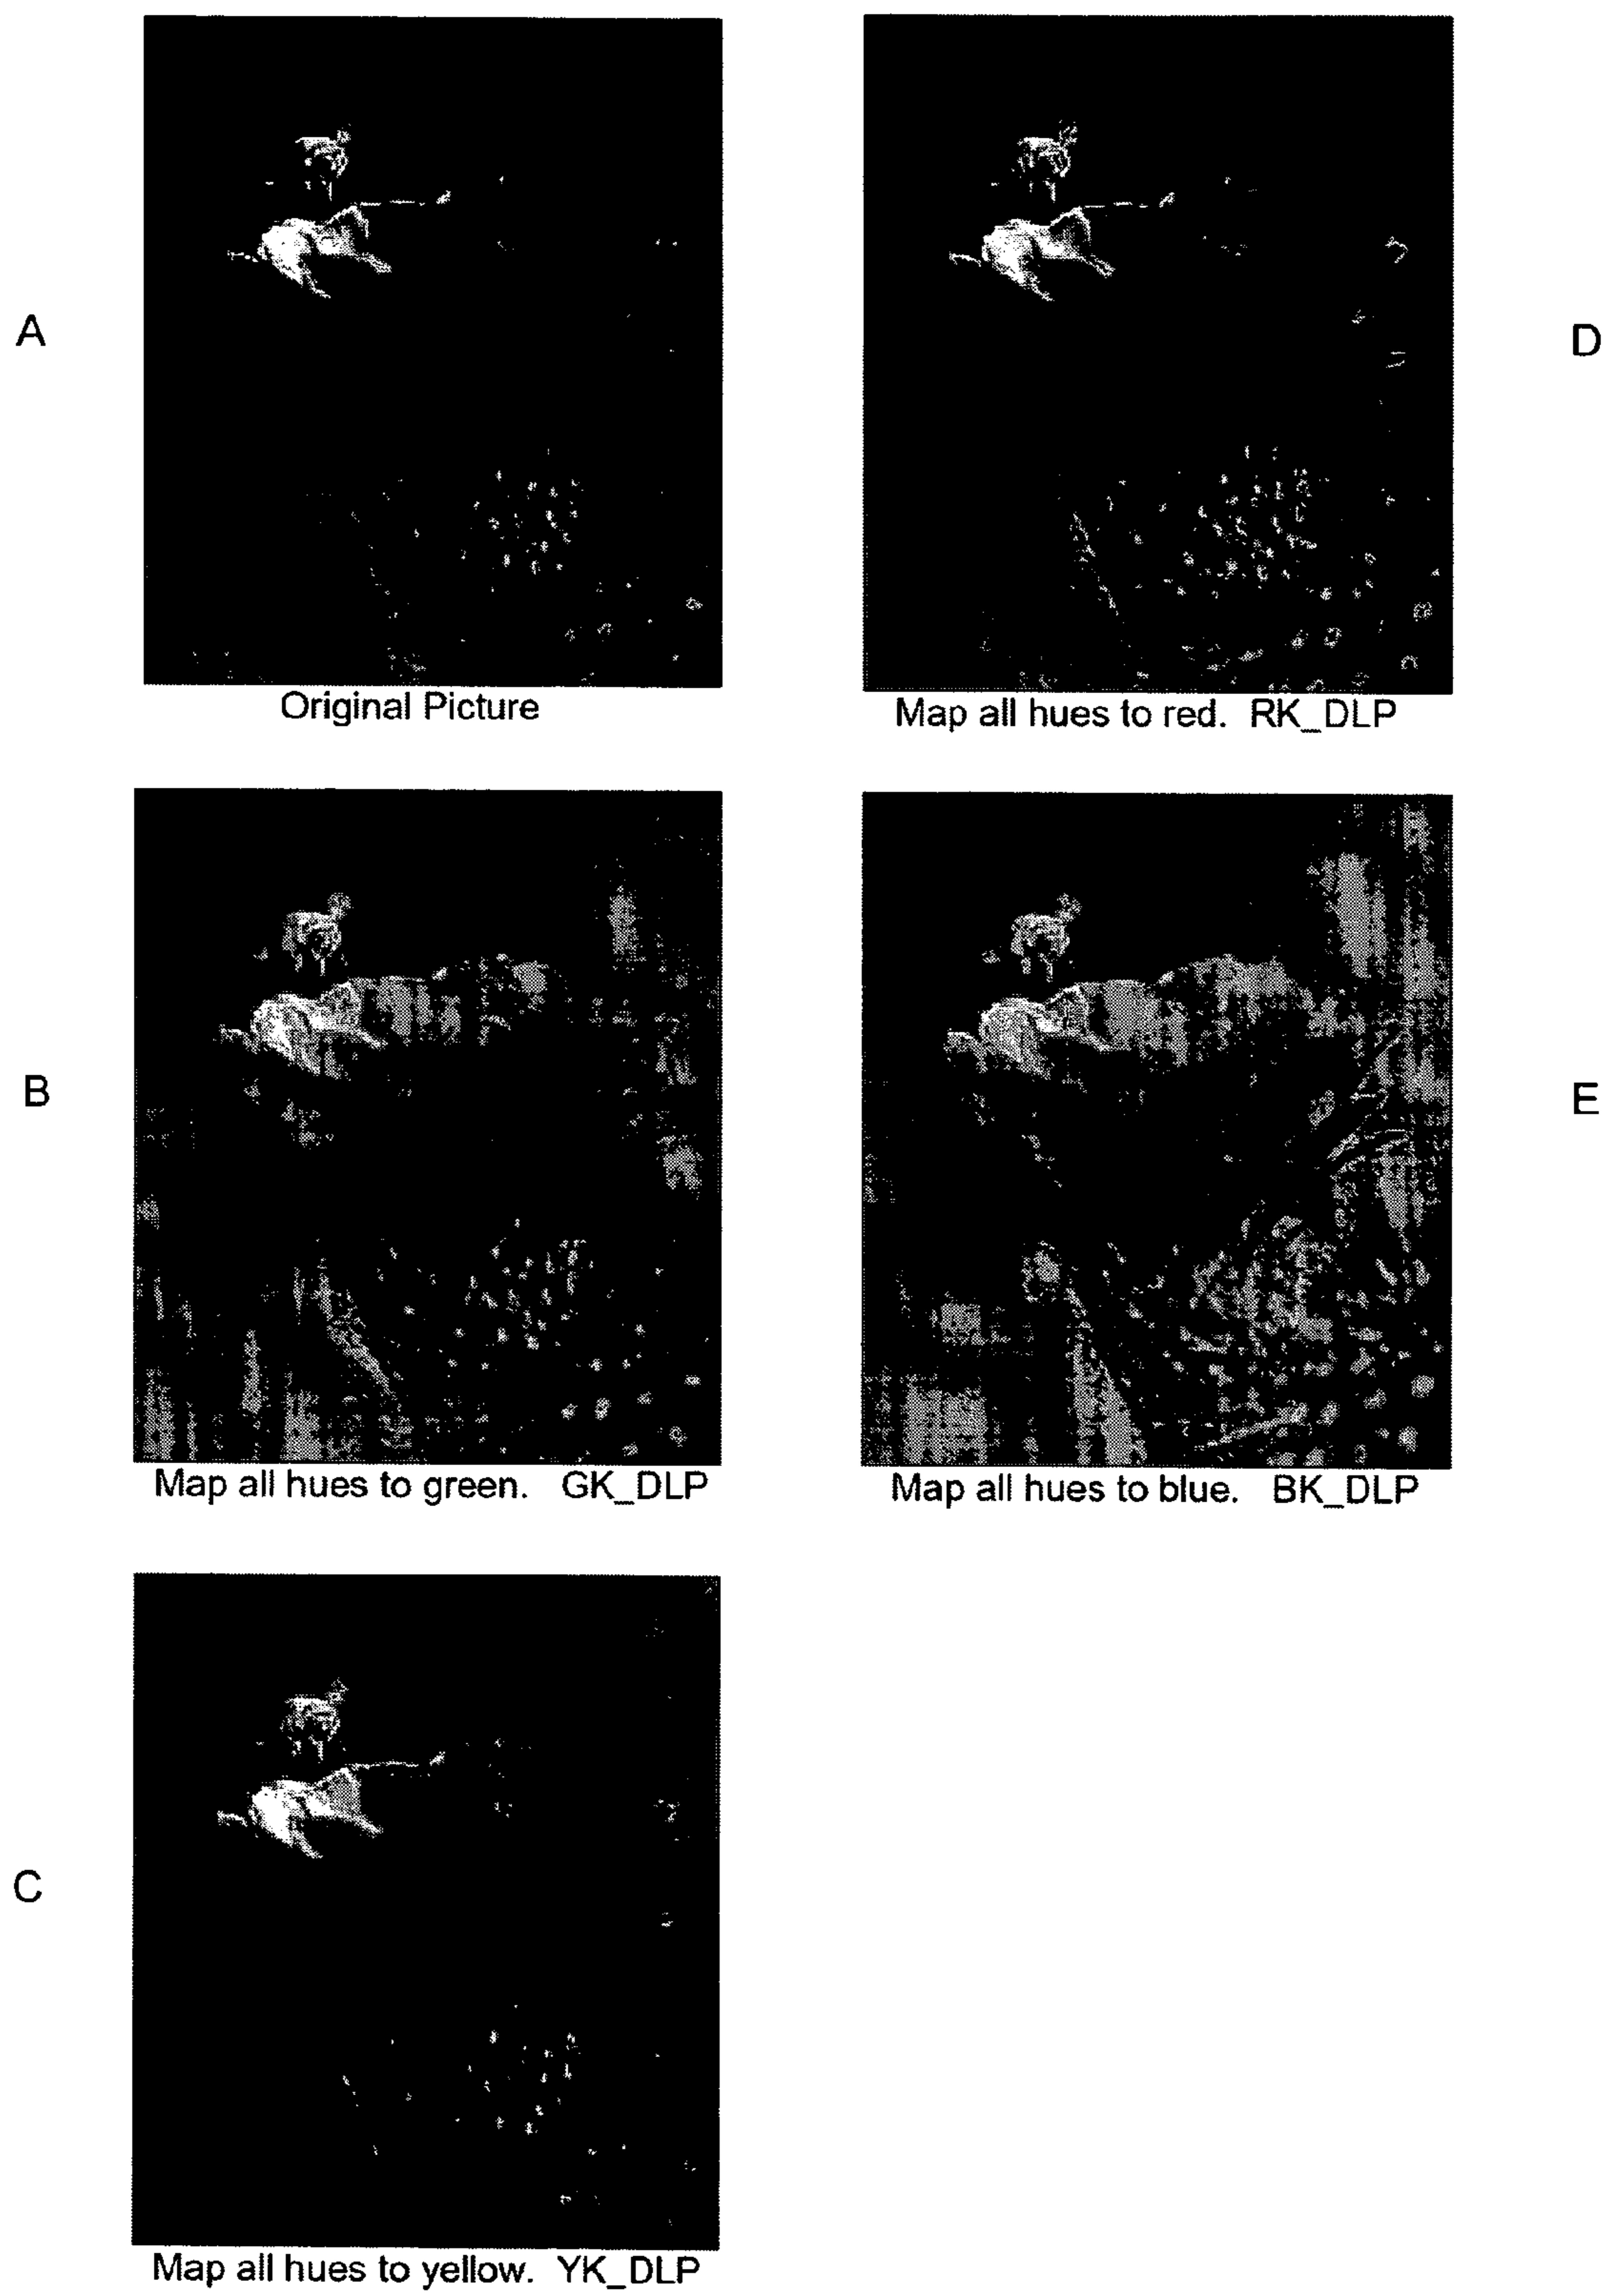 A
Original Picture
D
Map all hues to red. RK_DLP
B
Map all hues to green. GK_DLP
E
Map all hues to blue. BK_DLP
C
Map all hues to yellow. YK_DLP